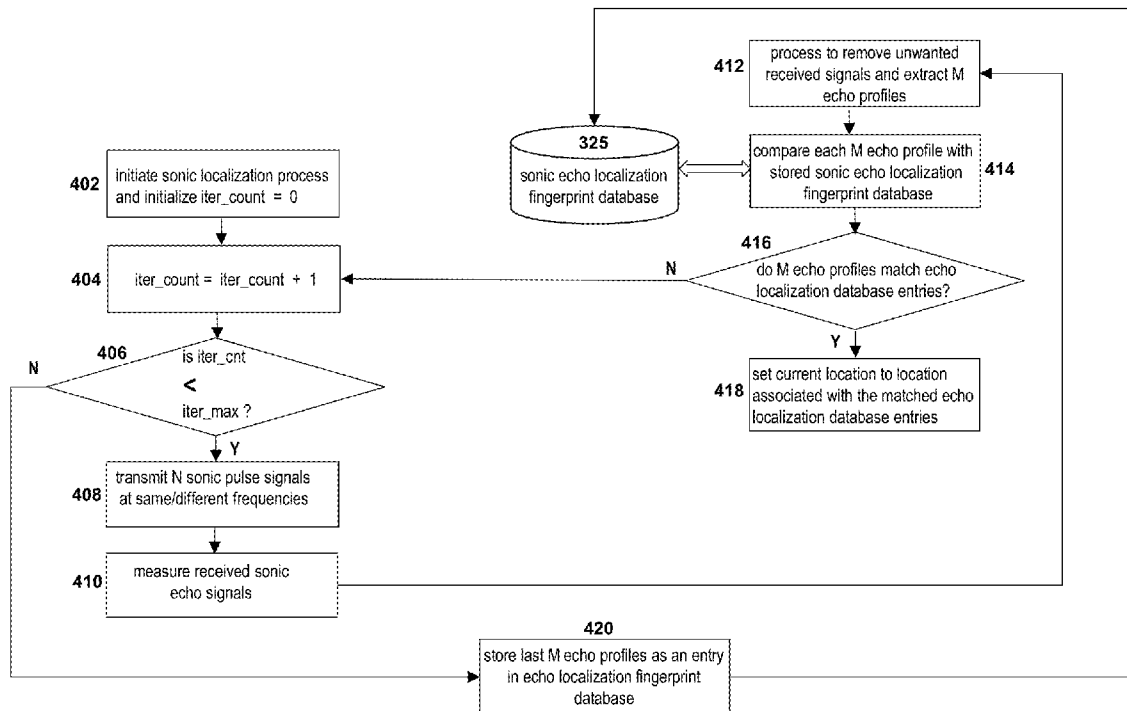 402
initiate sonic localization process
and initialize iter_count = 0
404
iter_count = iter_count + 1
406
is iter_cnt
<
iter_max ?
N
Y
408
transmit N sonic pulse signals
at same/different frequencies
410
measure received sonic
echo signals
412
process to remove unwanted
received signals and extract M
echo profiles
325
sonic echo localization
fingerprint database
compare each M echo profile with
stored sonic echo localization
fingerprint database
414
416
do M echo profiles match echo
localization database entries?
N
Y
418
set current location to location
associated with the matched echo
localization database entries
420
store last M echo profiles as an entry
in echo localization fingerprint
database